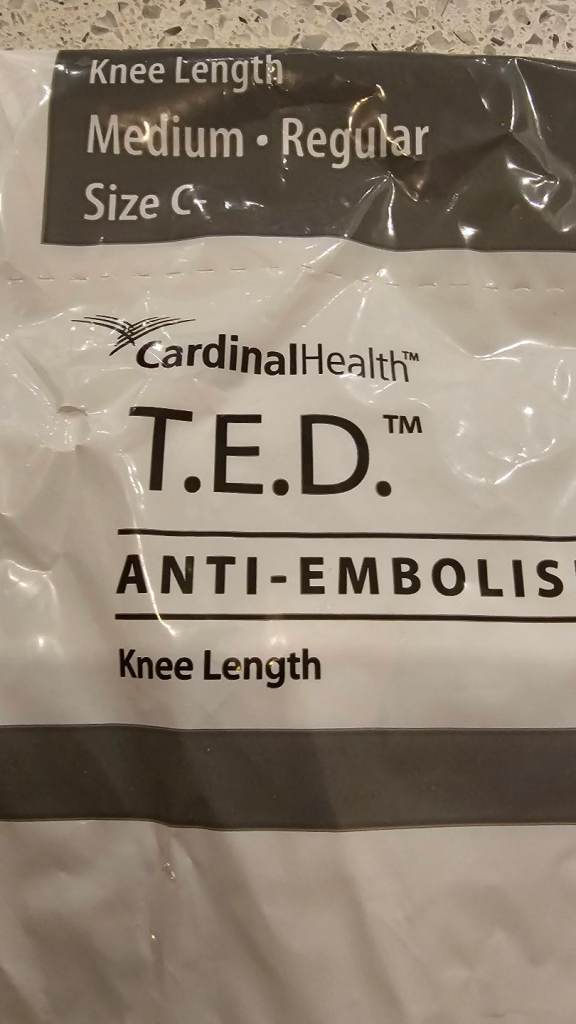 Knee Length
Medium • Regular
Size C
CardinalHealth™
T.E.D.™
ANTI-EMBOLIS
Knee Length